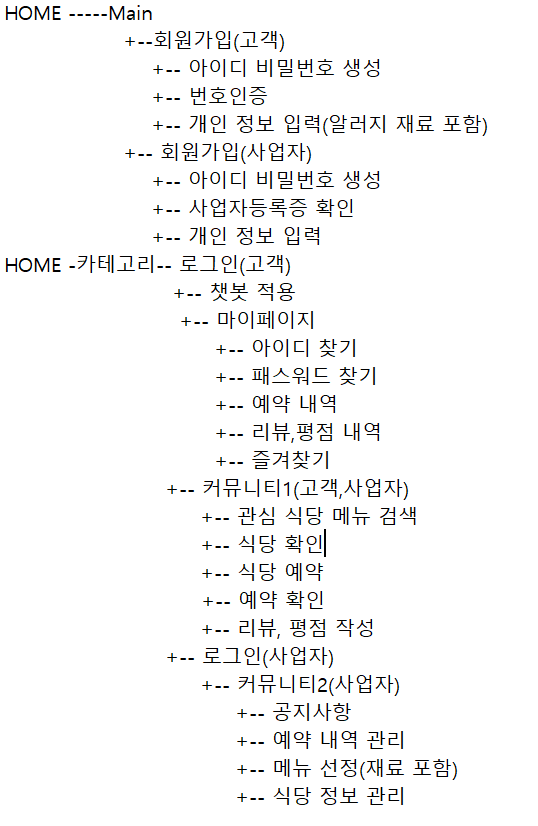 HOME -----Main
+--회원가입(고객)
+-- 아이디 비밀번호 생성
+-- 번호인증
+-- 개인 정보 입력(알러지 재료 포함)
+-- 회원가입(사업자)
+-- 아이디 비밀번호 생성
+-- 사업자등록증 확인
+-- 개인 정보 입력
HOME -카테고리-- 로그인(고객)
+-- 챗봇 적용
+-- 마이페이지
+-- 아이디 찾기
+-- 패스워드 찾기
+-- 예약 내역
+-- 리뷰,평점 내역
+-- 즐겨찾기
+-- 커뮤니티1(고객,사업자)
+-- 관심 식당 메뉴 검색
+-- 식당 확인
+-- 식당 예약
+-- 예약 확인
+-- 리뷰, 평점 작성
+-- 로그인(사업자)
+-- 커뮤니티2(사업자)
+-- 공지사항
+-- 예약 내역 관리
+-- 메뉴 선정(재료 포함)
+-- 식당 정보 관리